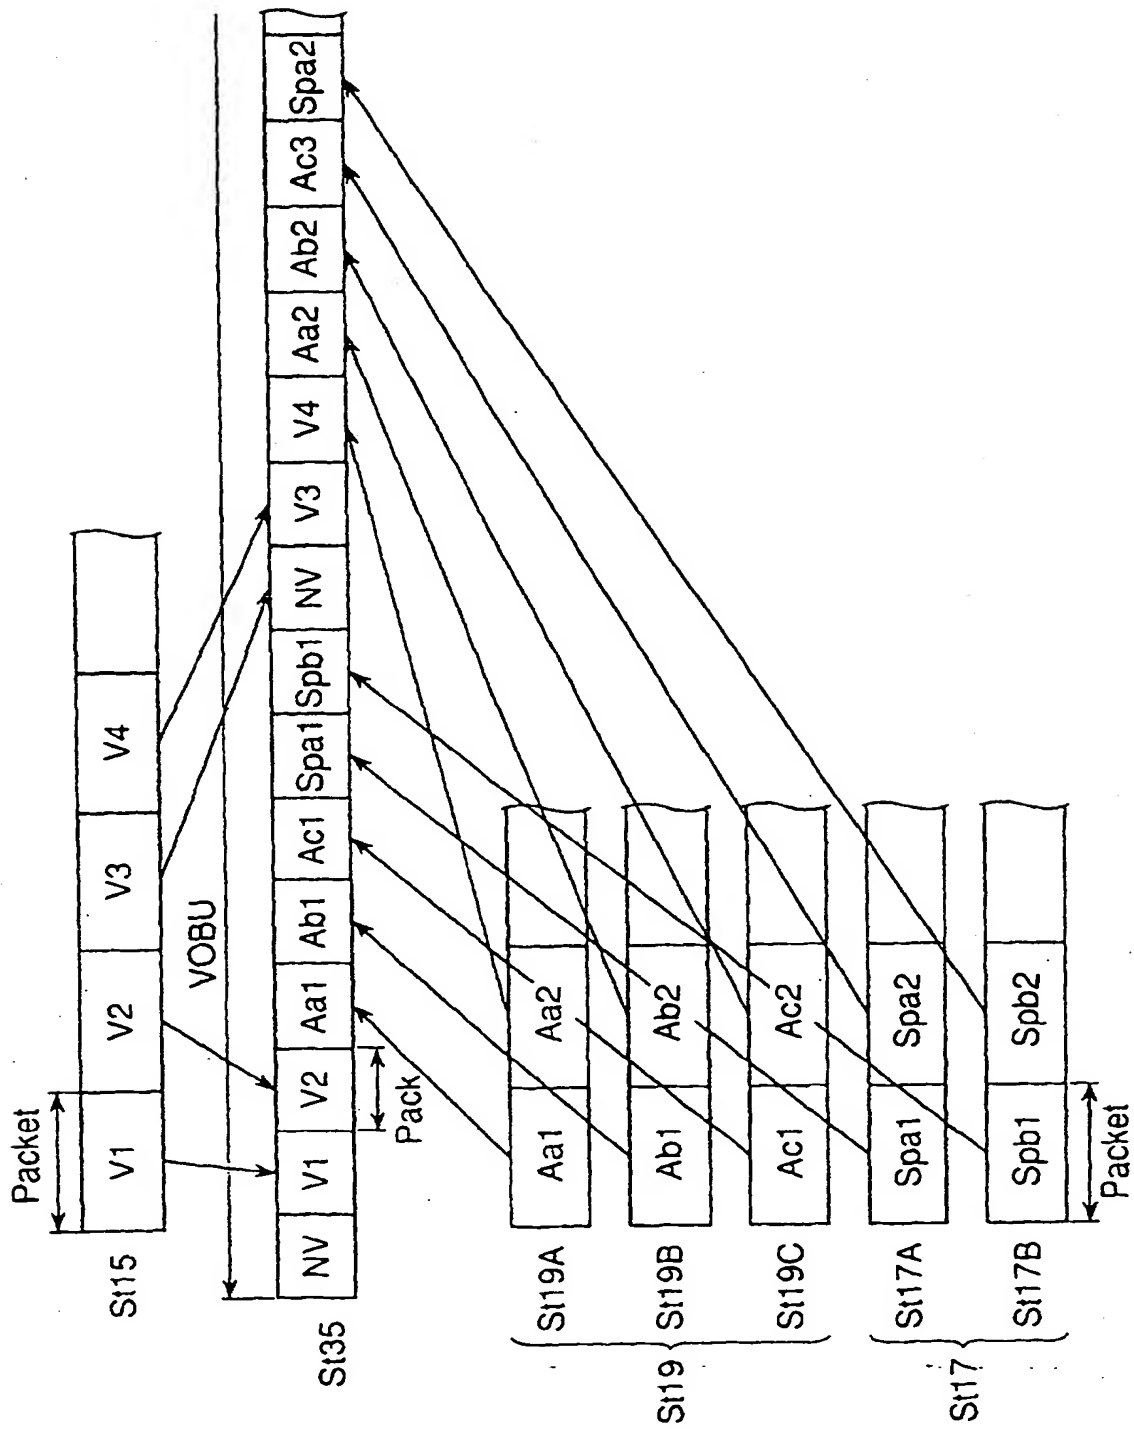 Packet
St15
V1
V2
V3
V4
VOBU
St35
NV
V1
V2
Aa1
Ab1
Ac1
Spa1
Spb1
NV
V3
V4
Aa2
Ab2
Ac3
Spa2
Pack
St19
St19A
Aa1
Aa2
St19B
Ab1
Ab2
St19C
Ac1
Ac2
St17
St17A
Spa1
Spa2
St17B
Spb1
Spb2
Packet